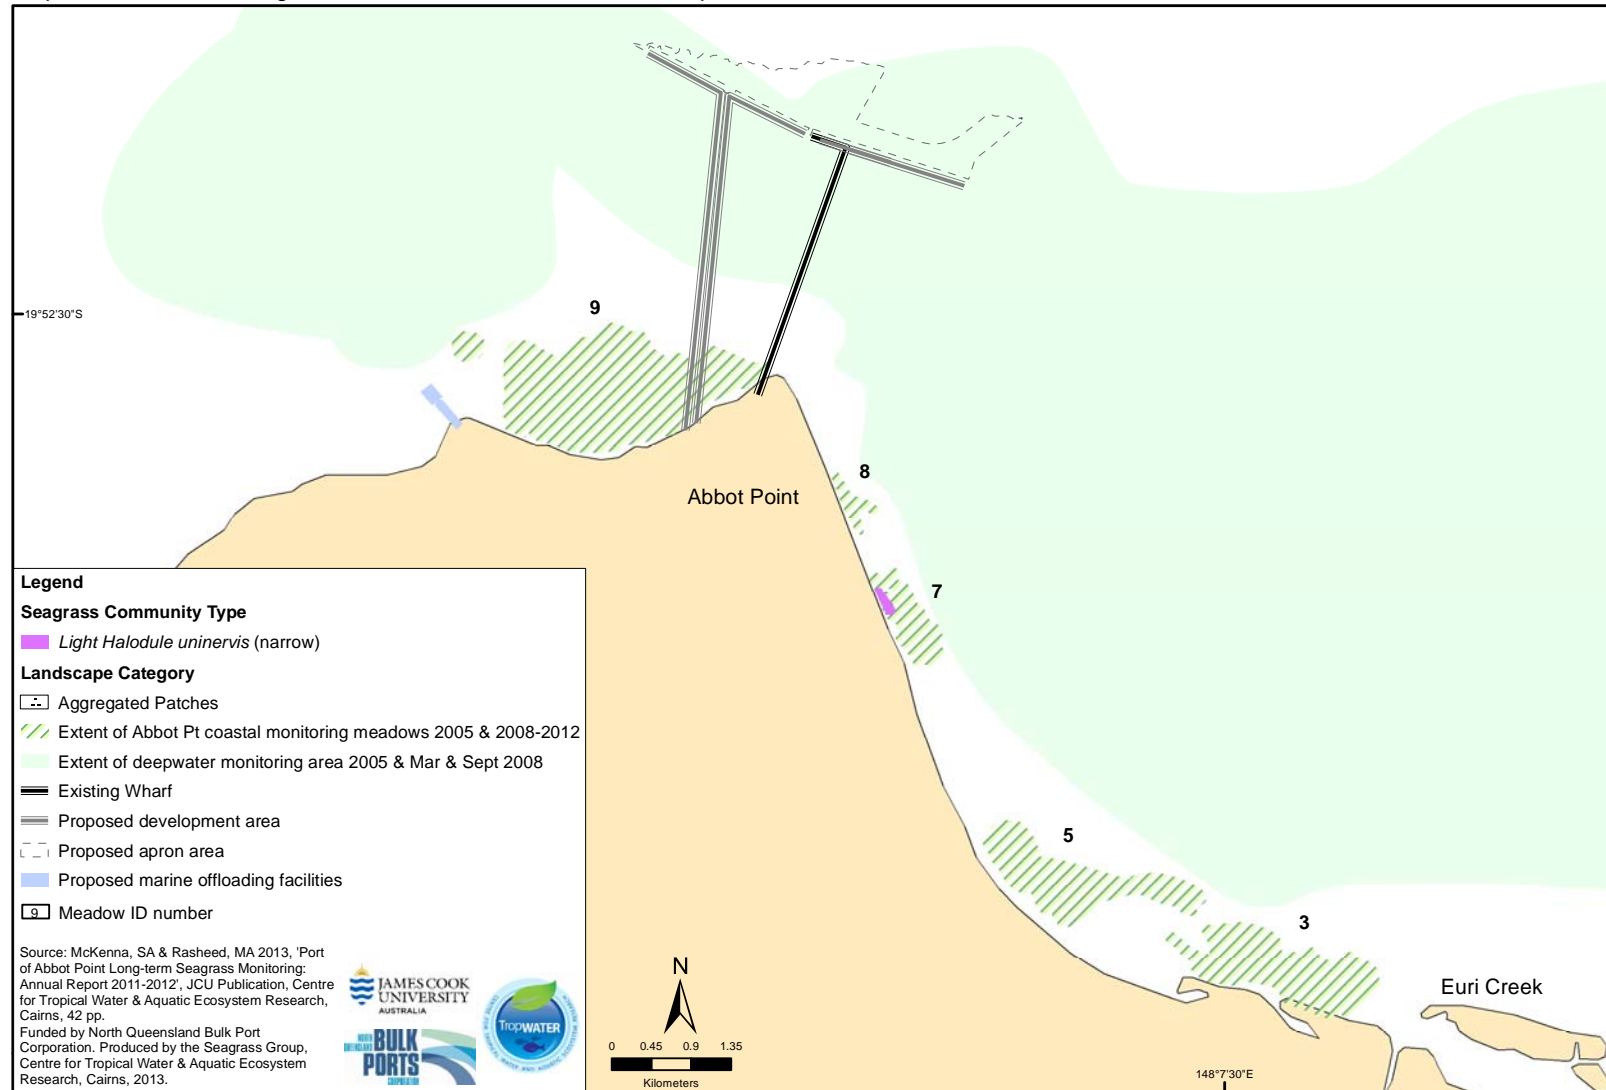 19°52'30"S
9
8
Abbot Point
7
5
3
Euri Creek
148°7'30"E
N
0 0.45 0.9 1.35
Kilometers
Legend
Seagrass Community Type
Light Halodule uninervis (narrow)
Landscape Category
Aggregated Patches
Extent of Abbot Pt coastal monitoring meadows 2005 & 2008-2012
Extent of deepwater monitoring area 2005 & Mar & Sept 2008
Existing Wharf
Proposed development area
Proposed apron area
Proposed marine offloading facilities
9 Meadow ID number
Source: McKenna, SA & Rasheed, MA 2013, 'Port
of Abbot Point Long-term Seagrass Monitoring:
Annual Report 2011-2012', JCU Publication, Centre
for Tropical Water & Aquatic Ecosystem Research,
Cairns, 42 pp.
Funded by North Queensland Bulk Port
Corporation. Produced by the Seagrass Group,
Centre for Tropical Water & Aquatic Ecosystem
Research, Cairns, 2013.
JAMES COOK
UNIVERSITY
AUSTRALIA
NORTH
QUEENSLAND
BULK
PORTS
CORPORATION
TropWATER